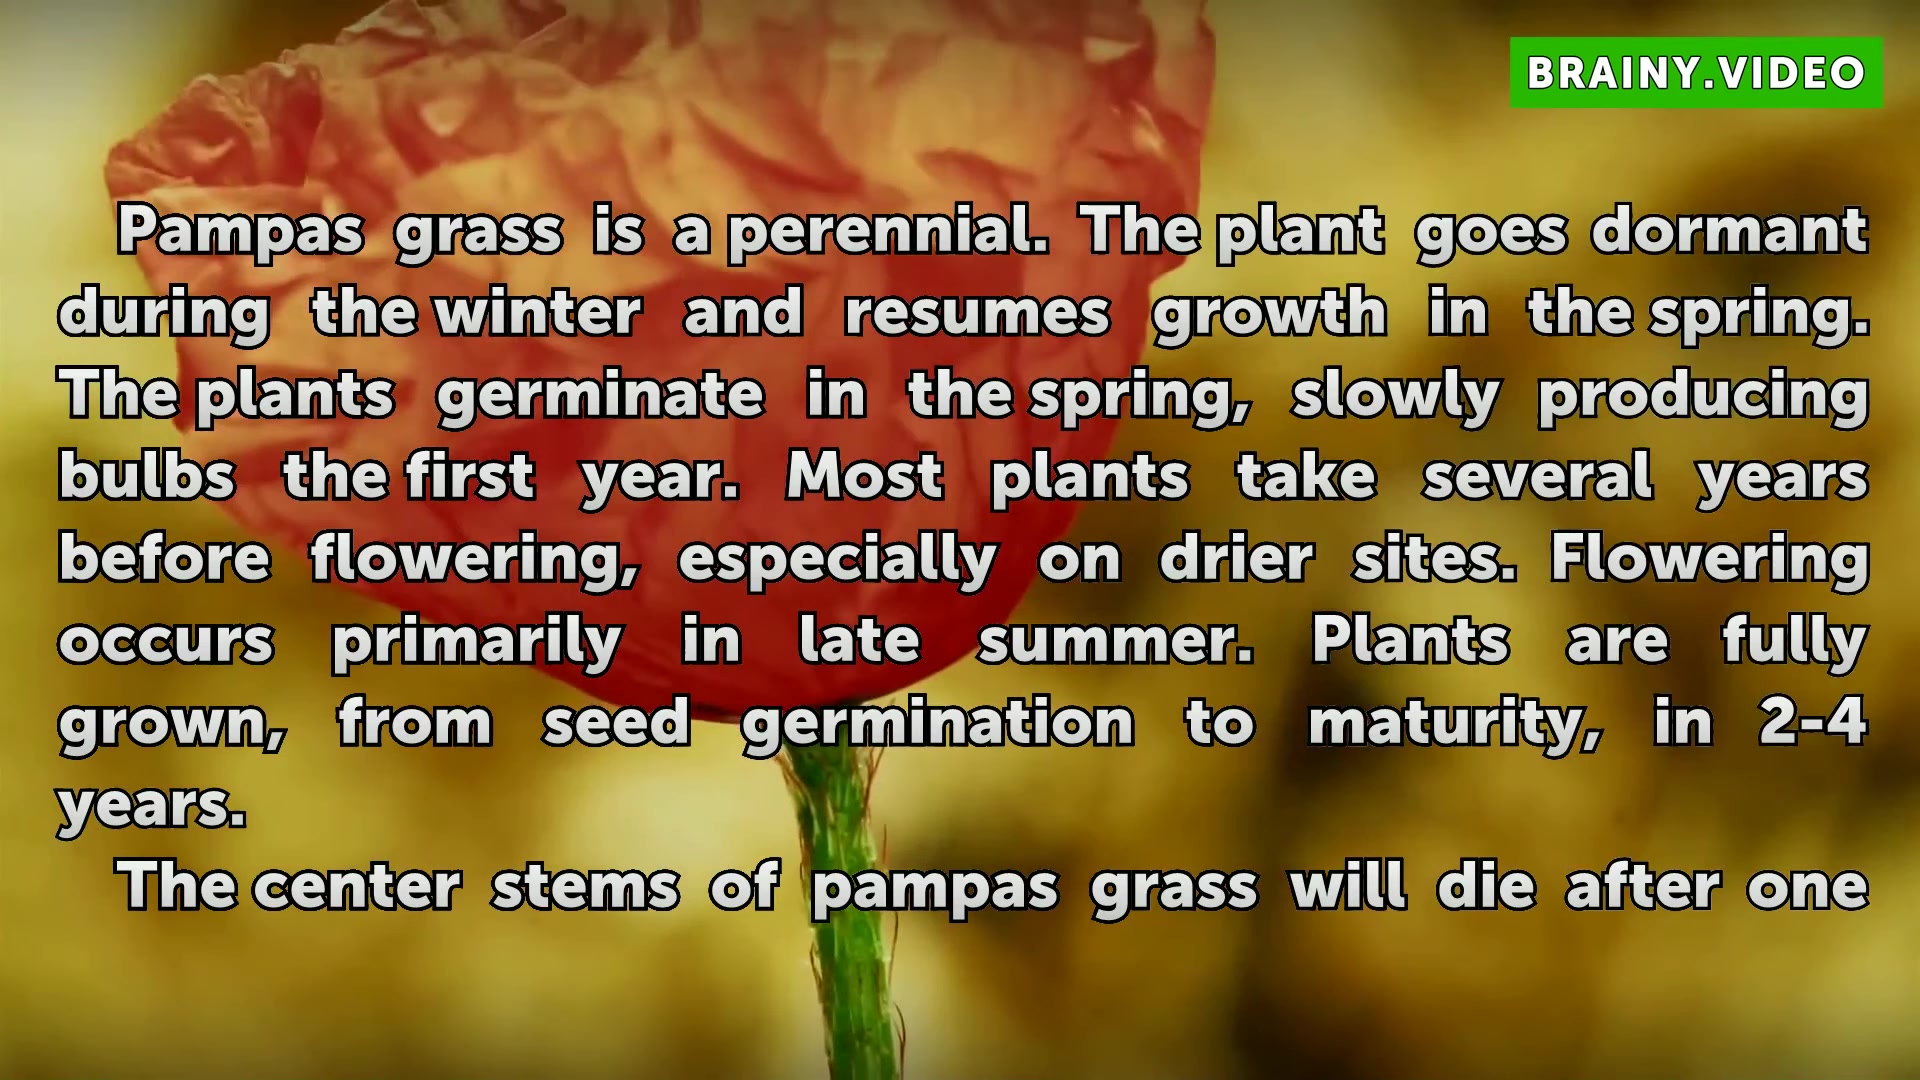 BRAINY.VIDEO
Pampas grass is a perennial. The plant goes dormant
during the winter and resumes growth in the spring.
The plants germinate in the spring, slowly producing
bulbs the first year. Most plants take several years
before flowering, especially on drier sites. Flowering
occurs primarily in late summer. Plants are fully
grown, from seed germination to maturity, in 2-4
years.
The center stems of pampas grass will die after one